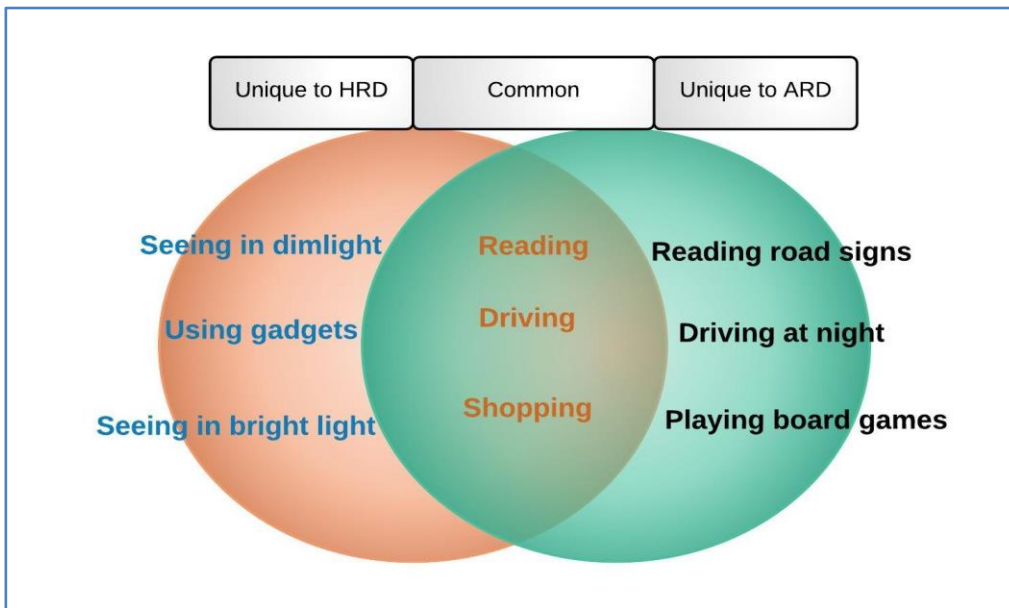 Unique to HRD
Common
Unique to ARD
Seeing in dimlight
Reading
Reading road signs
Using gadgets
Driving
Driving at night
Seeing in bright light
Shopping
Playing board games